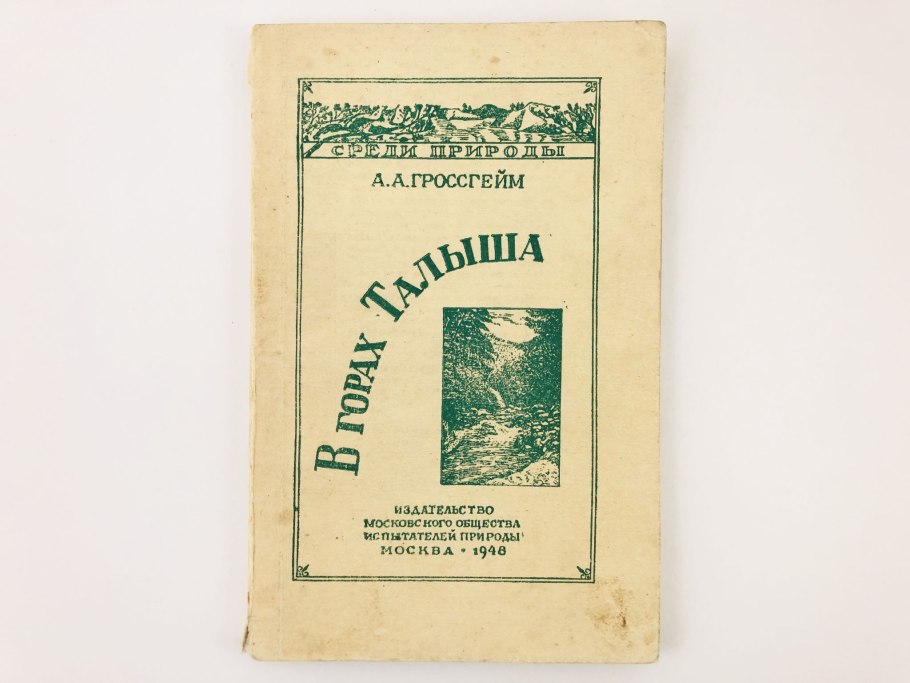 СРЕДИ ПРИРОДЫ
А.А.ГРОССГЕЙМ
В ГОРАХ ТАЛЫША
ИЗДАТЕЛЬСТВО
МОСКОВСКОГО ОБЩЕСТВА
ИСПЫТАТЕЛЕЙ ПРИРОДЫ
МОСКВА • 1948